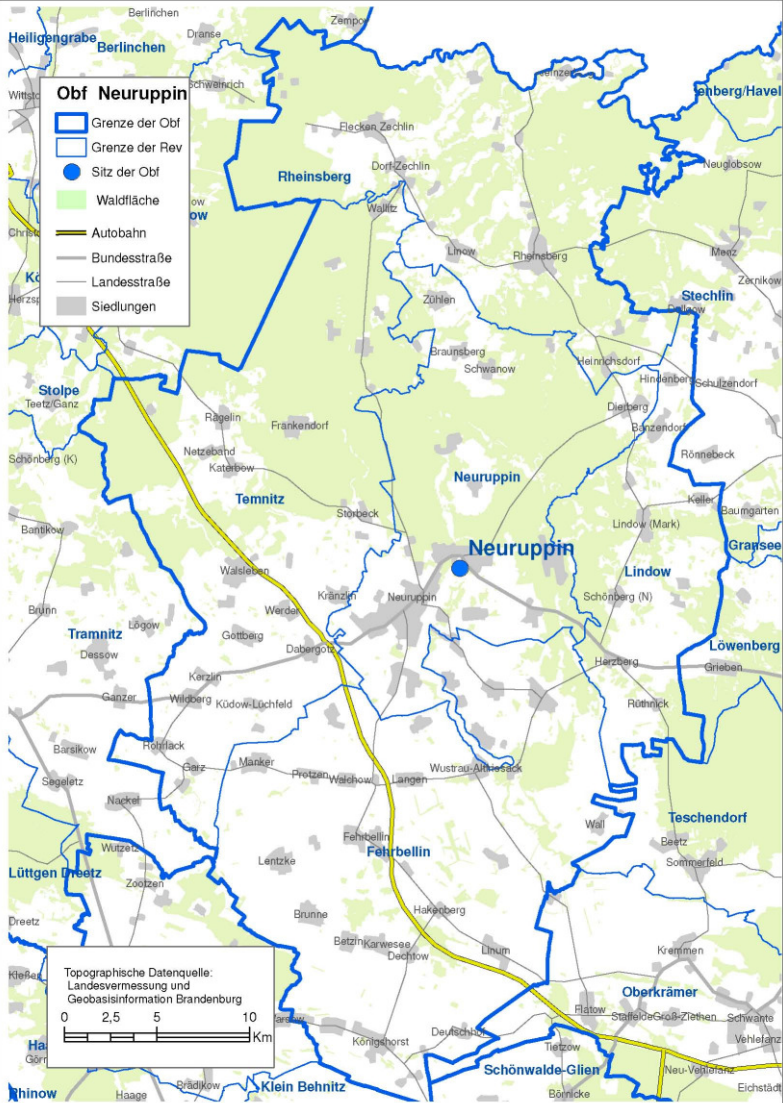 Berlinchen
Zempow
Heiligengrabe
Berlinchen
Dranse
Obf Neuruppin
Grenze der Obf
Grenze der Rev
Sitz der Obf
Waldfläche
Autobahn
Bundesstraße
Landesstraße
Siedlungen
Flecken Zechlin
Dorf-Zechlin
Neuglobsow
Rheinsberg
Wallitz
Linow
Rheinsberg
Menz
Zernikow
Zühlen
Stechlin
Dollgow
Braunsberg
Schwanow
Heinrichsdorf
Hindenberg
Schulzendorf
Stolpe
Teetz/Ganz
Dierberg
Banzendorf
Rägelin
Frankendorf
Netzeband
Katerbow
Schönberg (K)
Rönnebeck
Neuruppin
Temnitz
Storbeck
Keller
Baumgarten
Lindow (Mark)
Bantikow
Neuruppin
Gransee
Walsleben
Lindow
Kränzlin
Neuruppin
Schönberg (N)
Werder
Brunn
Lögow
Tramnitz
Gottberg
Dessow
Dabergotz
Löwenberg
Herzberg
Grieben
Kerzlin
Ganzer
Wildberg
Küdow-Lüchfeld
Rüthnick
Barsikow
Rohrlack
Garz
Manker
Protzen
Walchow
Langen
Wustrau-Altfriesack
Segeletz
Nackel
Teschendorf
Wall
Fehrbellin
Wutzetz
Lentzke
Fehrbellin
Beetz
Sommerfeld
Lüttgen Dreetz
Zootzen
Brunne
Hakenberg
Dreetz
Betzin
Karwesee
Dechtow
Linum
Kremmen
Topographische Datenquelle:
Landesvermessung und
Geobasisinformation Brandenburg
0 2,5 5 10
Km
Oberkrämer
Flatow
Staffelde
Groß-Ziethen
Schwante
Königshorst
Deutschhof
Tietzow
Vehlefanz
Schönwalde-Glien
Neu-Vehlefanz
Klein Behnitz
Brädikow
Haage
Börnicke
Eichstädt